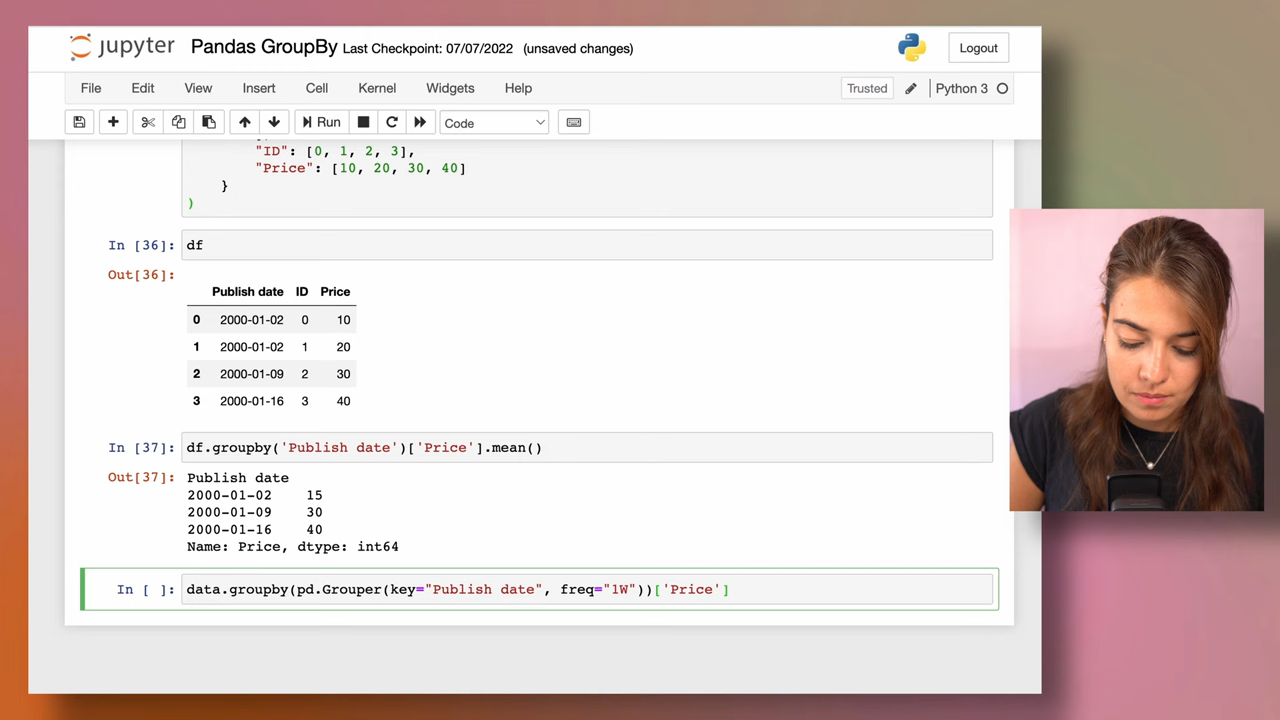 jupyter Pandas GroupBy Last Checkpoint: 07/07/2022 (unsaved changes) Logout
File Edit View Insert Cell Kernel Widgets Help Trusted Python 3
Run Code
"ID": [0, 1, 2, 3],
"Price": [10, 20, 30, 40]
}
)
In [36]: df
Out[36]:
Publish date ID Price
0 2000-01-02 0 10
1 2000-01-02 1 20
2 2000-01-09 2 30
3 2000-01-16 3 40
In [37]: df.groupby('Publish date')['Price'].mean()
Out[37]: Publish date
2000-01-02 15
2000-01-09 30
2000-01-16 40
Name: Price, dtype: int64
In [ ]: data.groupby(pd.Grouper(key="Publish date", freq="1W"))['Price']